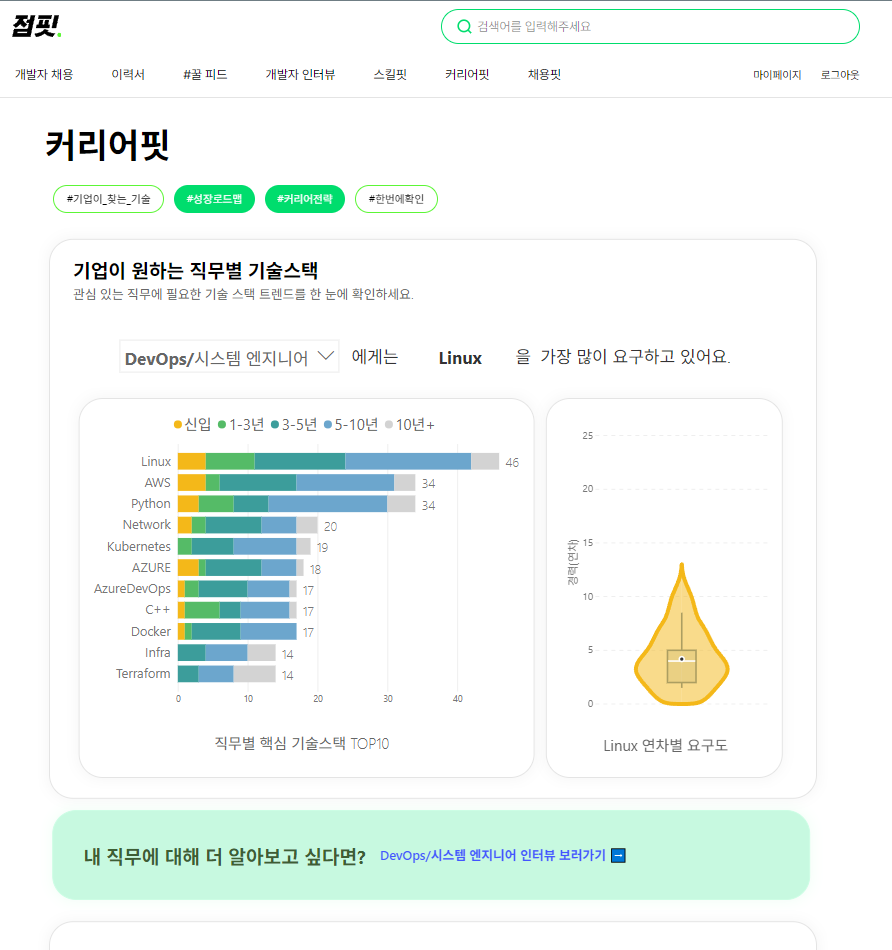 점핏.
검색어를 입력해주세요
개발자 채용 이력서 #꿀 피드 개발자 인터뷰 스킬핏 커리어핏 채용핏 마이페이지 로그아웃
커리어핏
#기업이_찾는_기술 #성장로드맵 #커리어전략 #한번에확인
기업이 원하는 직무별 기술스택
관심 있는 직무에 필요한 기술 스택 트렌드를 한 눈에 확인하세요.
DevOps/시스템 엔지니어 에게는 Linux 을 가장 많이 요구하고 있어요.
신입 1-3년 3-5년 5-10년 10년+
Linux 46
AWS 34
Python 34
Network 20
Kubernetes 19
AZURE 18
AzureDevOps 17
C++ 17
Docker 17
Infra 14
Terraform 14
0 10 20 30 40
직무별 핵심 기술스택 TOP10
25
20
15
10
5
0
경력(연차)
Linux 연차별 요구도
내 직무에 대해 더 알아보고 싶다면? DevOps/시스템 엔지니어 인터뷰 보러가기 ➡